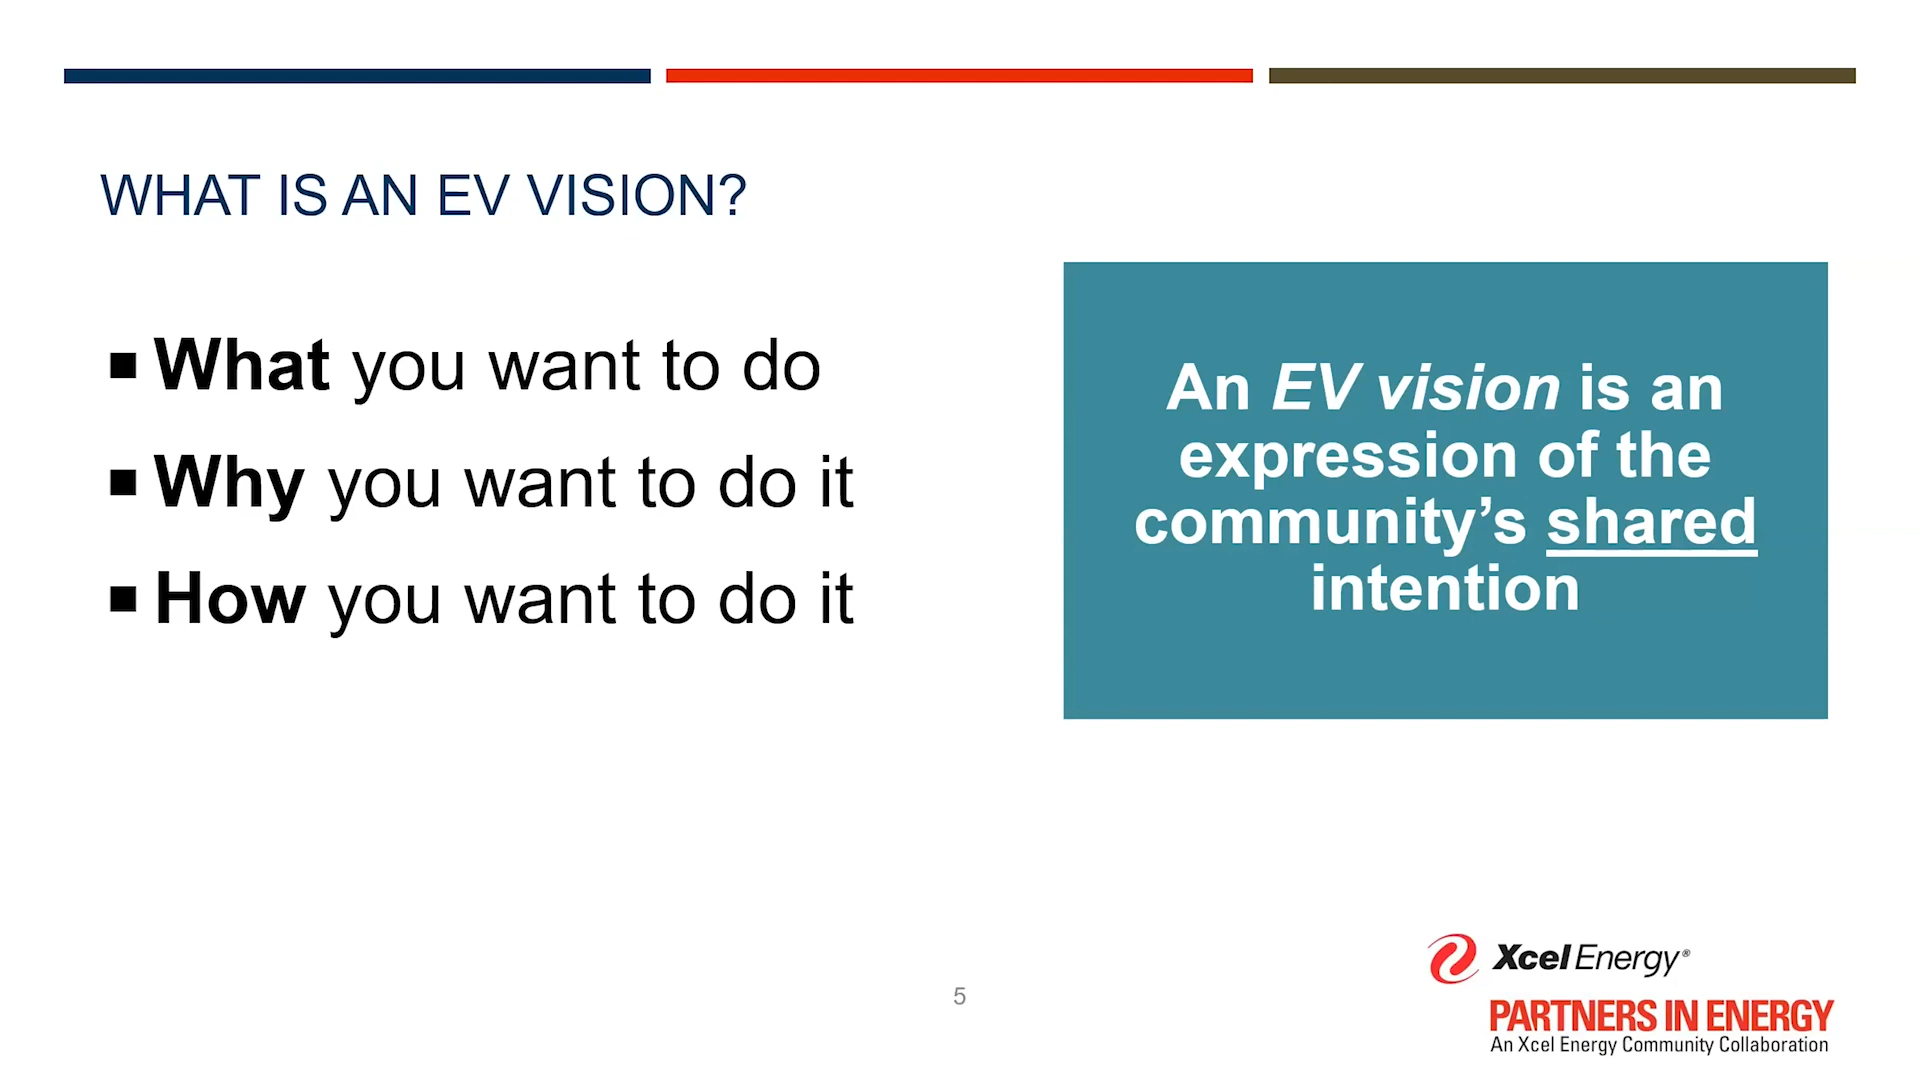 WHAT IS AN EV VISION?
■ What you want to do
■ Why you want to do it
■ How you want to do it
An EV vision is an
expression of the
community’s shared
intention
5
Xcel Energy®
PARTNERS IN ENERGY
An Xcel Energy Community Collaboration